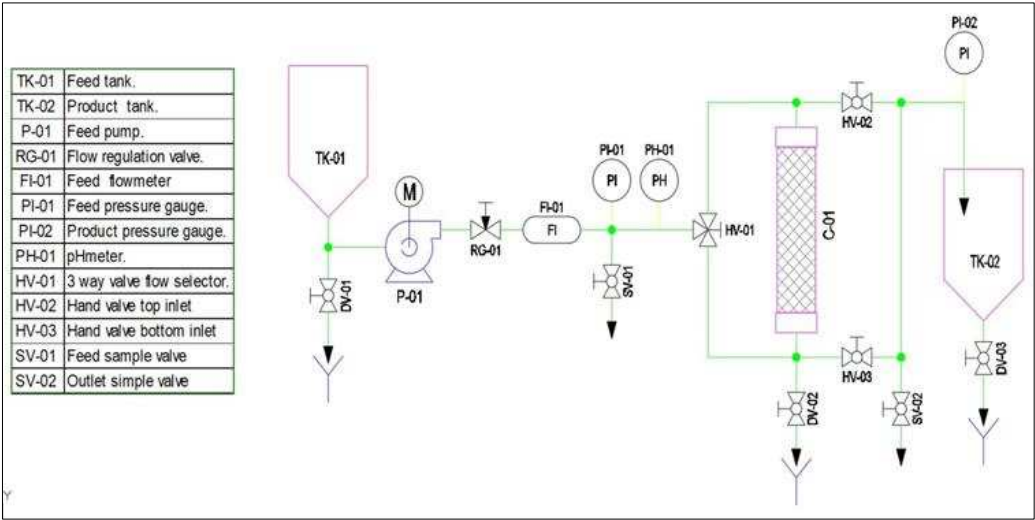 TK-01 Feed tank.
TK-02 Product tank.
P-01 Feed pump.
RG-01 Flow regulation valve.
FI-01 Feed flowmeter
PI-01 Feed pressure gauge.
PI-02 Product pressure gauge.
PH-01 pHmeter.
HV-01 3 way valve flow selector.
HV-02 Hand valve top inlet
HV-03 Hand valve bottom inlet
SV-01 Feed sample valve
SV-02 Outlet simple valve
TK-01
DV-01
M
P-01
RG-01
FI-01
FI
PI-01
PI
PH-01
PH
SV-01
HV-01
C-01
HV-02
HV-03
DV-02
SV-02
PI-02
PI
TK-02
DV-03
Y